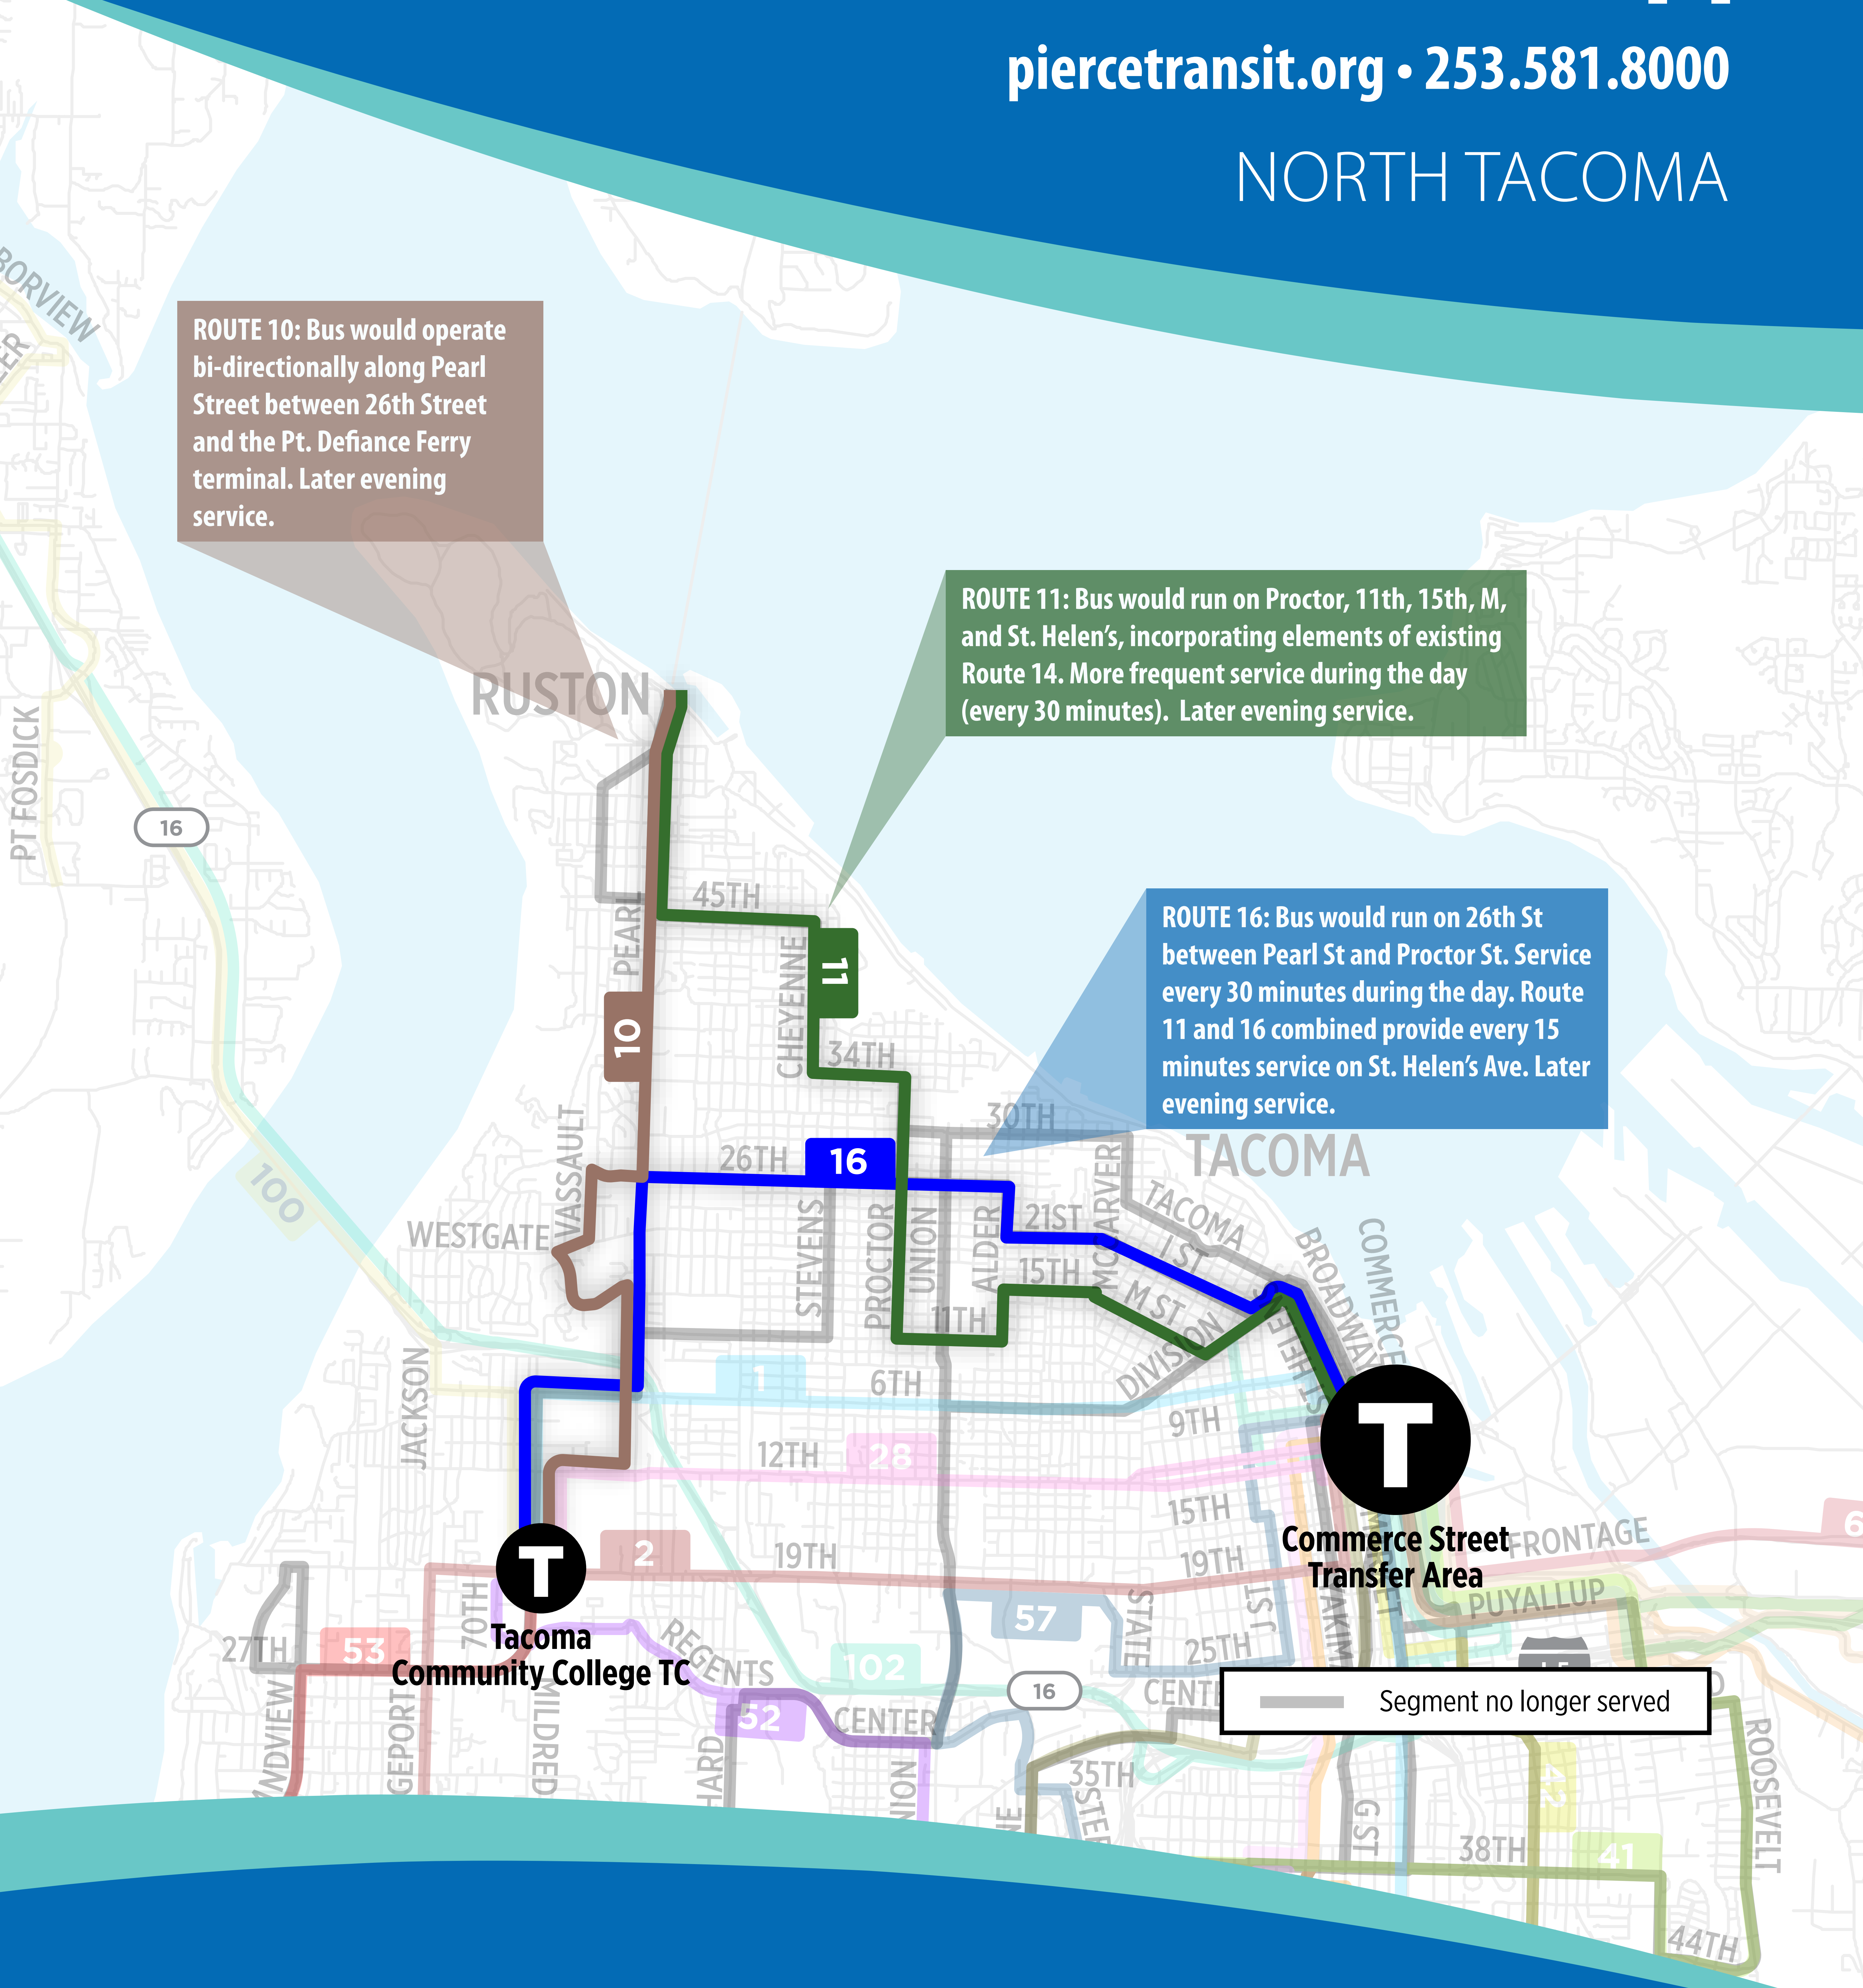 piercetransit.org • 253.581.8000
NORTH TACOMA
ROUTE 10: Bus would operate
bi-directionally along Pearl
Street between 26th Street
and the Pt. Defiance Ferry
terminal. Later evening
service.
ROUTE 11: Bus would run on Proctor, 11th, 15th, M,
and St. Helen's, incorporating elements of existing
Route 14. More frequent service during the day
(every 30 minutes).  Later evening service.
RUSTON
PT FOSDICK
16
45TH
PEARL
CHEYENNE
11
10
34TH
ROUTE 16: Bus would run on 26th St
between Pearl St and Proctor St. Service
every 30 minutes during the day. Route
11 and 16 combined provide every 15
minutes service on St. Helen's Ave. Later
evening service.
30TH
TACOMA
26TH
16
VASSAULT
100
WESTGATE
STEVENS
PROCTOR
UNION
ALDER
21ST
MCCARVER
TACOMA
I ST
BROADWAY
COMMERCE
15TH
M ST
11TH
DIVISION
ST HELENS
JACKSON
1
6TH
9TH
12TH
28
15TH
T
T
Commerce Street
Transfer Area
FRONTAGE
6
2
19TH
19TH
70TH
Tacoma
Community College TC
57
STATE
J ST
25TH
PUYALLUP
27TH
53
REGENTS
102
16
Segment no longer served
52
CENTER
MILDRED
35TH
G ST
38TH
41
42
ROOSEVELT
44TH